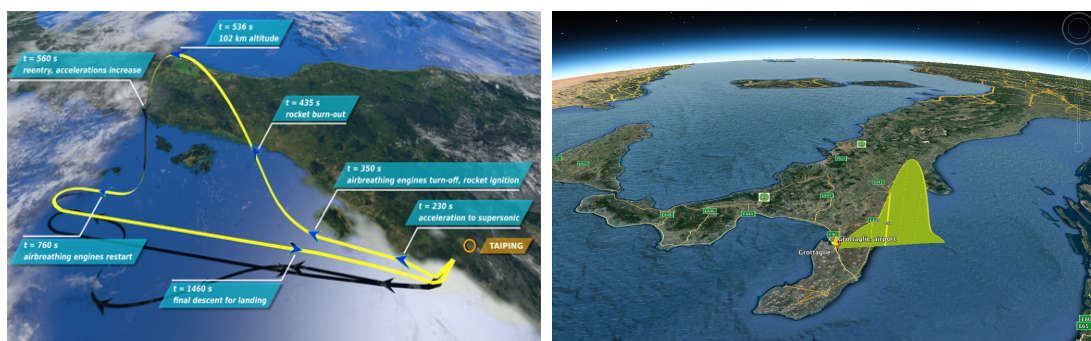 t = 536 s
102 km altitude
t = 560 s
reentry, accelerations increase
t = 435 s
rocket burn-out
t = 350 s
airbreathing engines turn-off, rocket ignition
t = 230 s
acceleration to supersonic
TAIPING
t = 760 s
airbreathing engines restart
t = 1460 s
final descent for landing
Grottaglie airport
Grottaglie